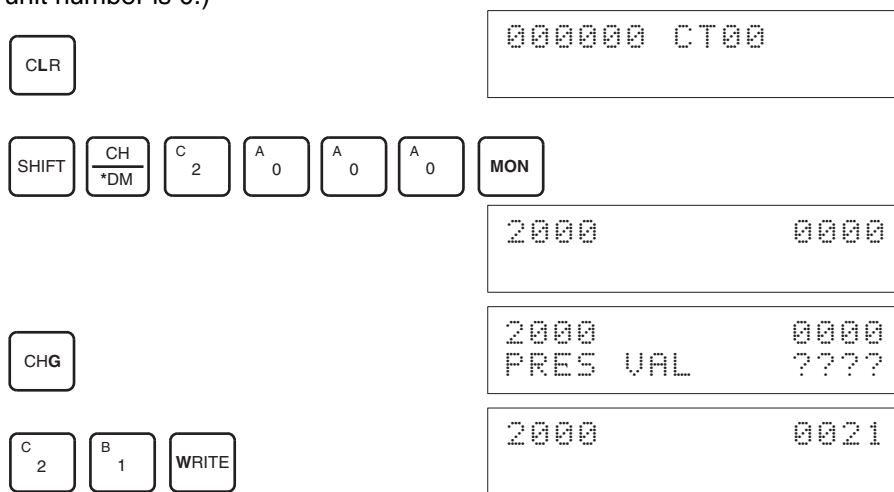 unit number is 0.)
CLR
000000 CT00
SHIFT CH *DM C 2 A 0 A 0 A 0 MON
2000 0000
CHG
2000 0000
PRES VAL ????
C 2 B 1 WRITE
2000 0021